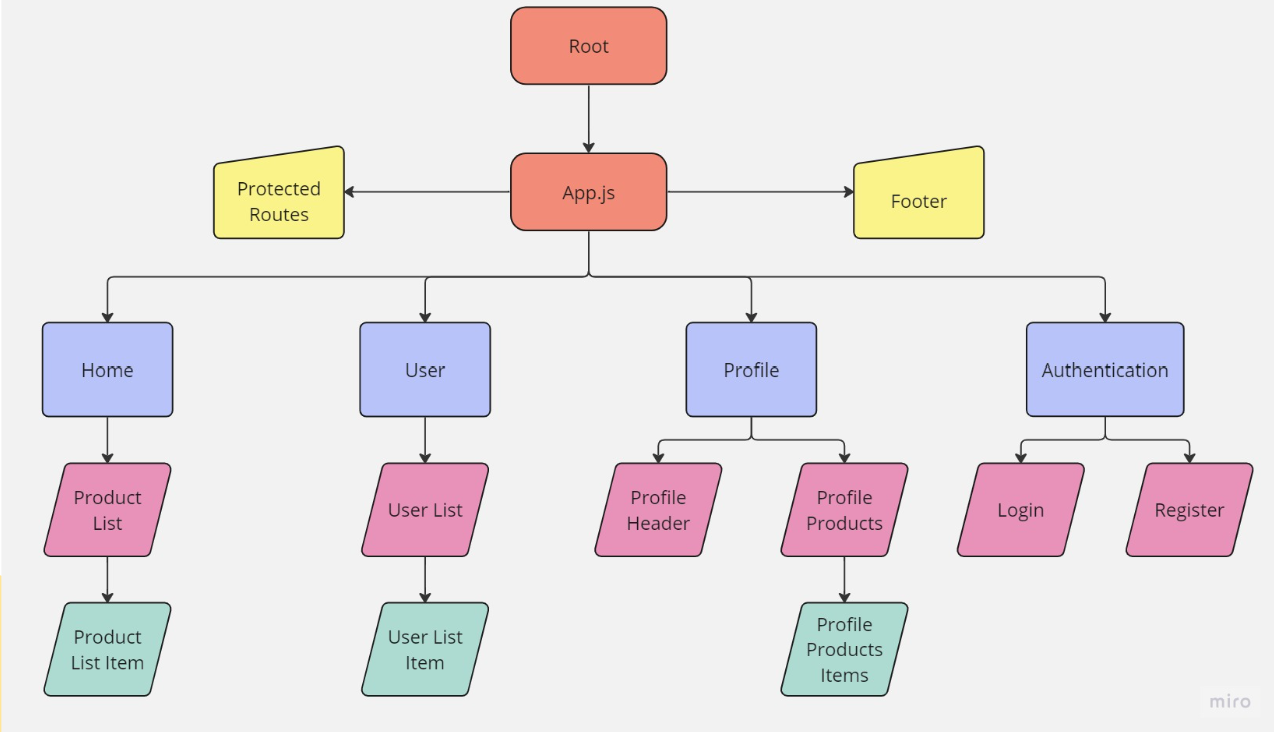 Root
Protected
Routes
App.js
Footer
Home
User
Profile
Authentication
Product
List
User List
Profile
Header
Profile
Products
Login
Register
Product
List Item
User List
Item
Profile
Products
Items
miro